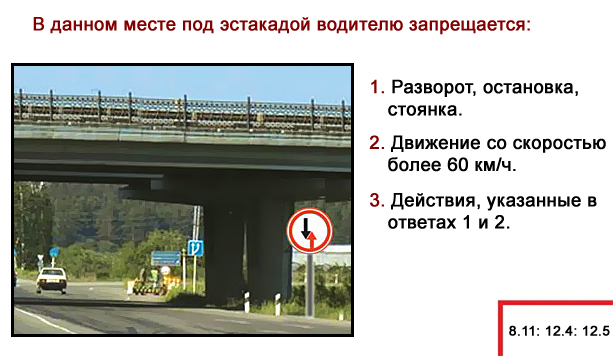 В данном месте под эстакадой водителю запрещается:
1. Разворот, остановка,
стоянка.
2. Движение со скоростью
более 60 км/ч.
3. Действия, указанные в
ответах 1 и 2.
8.11: 12.4: 12.5